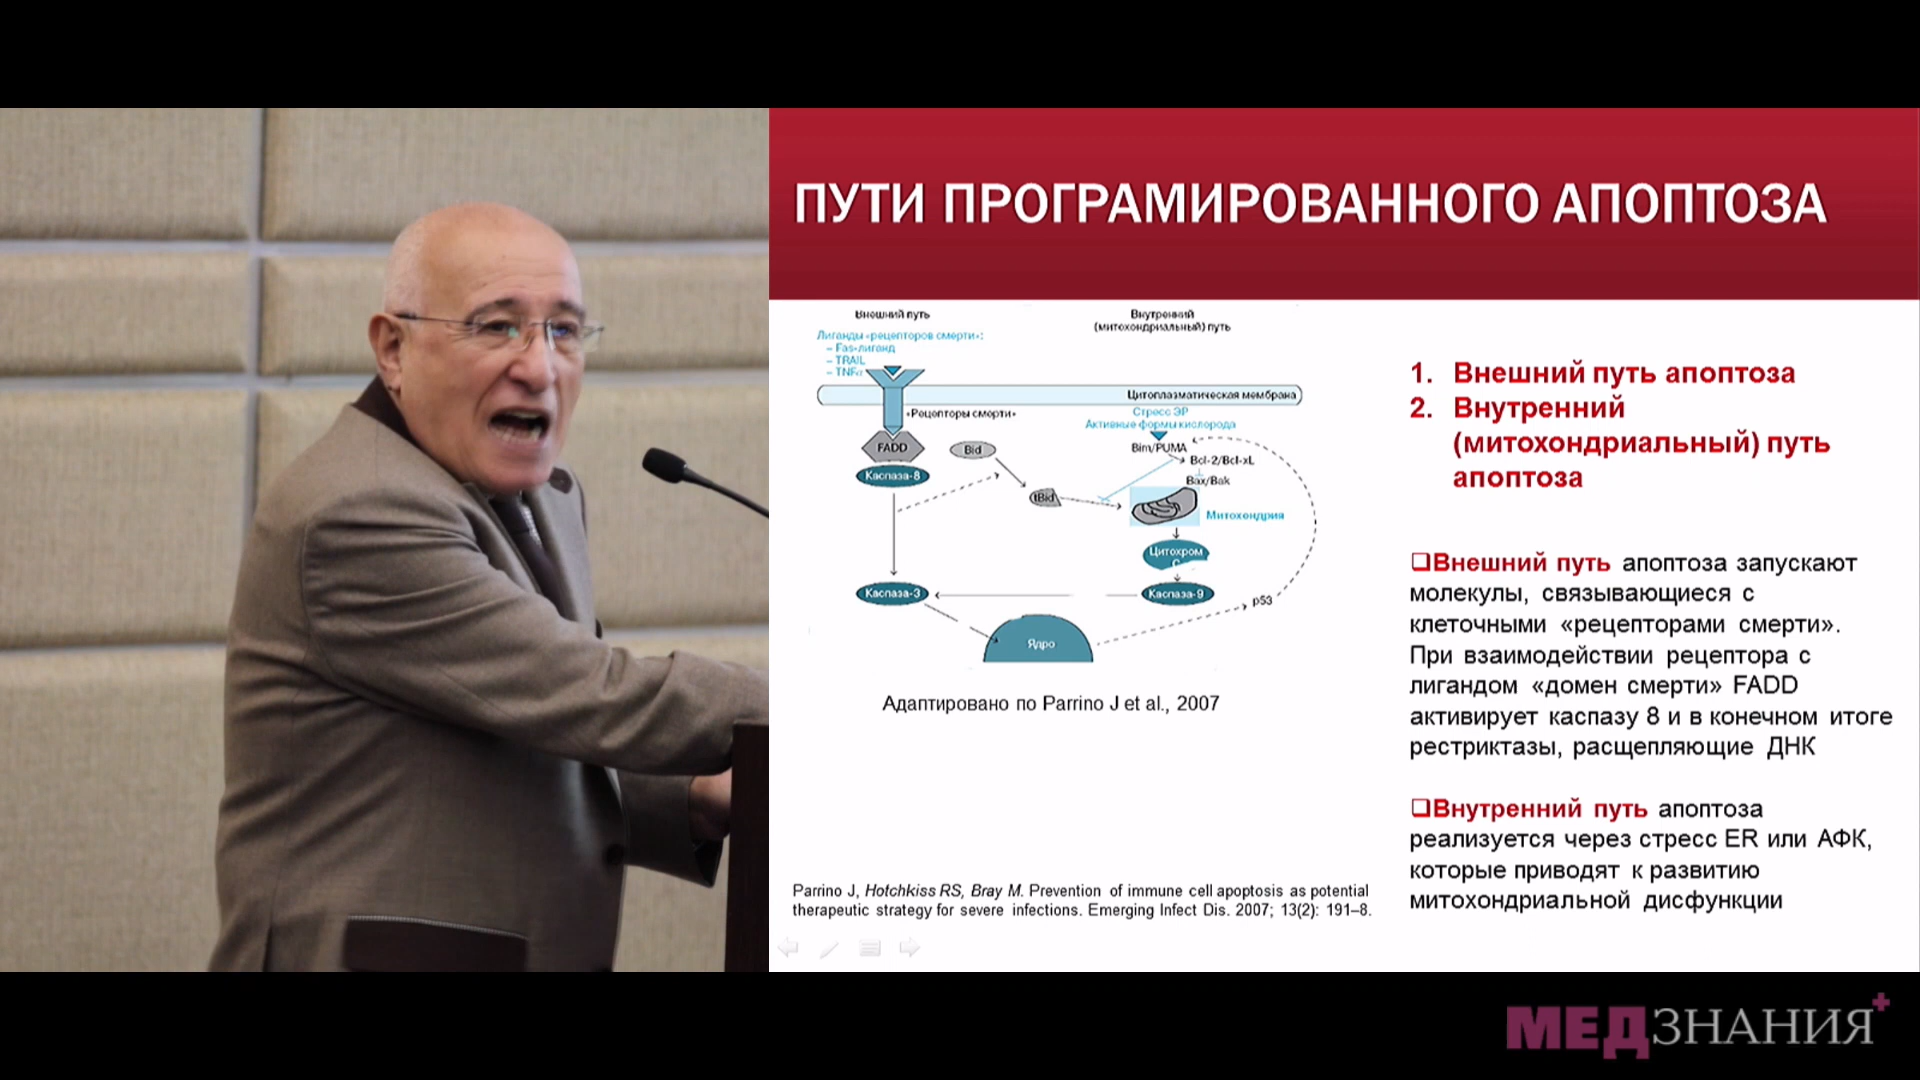 ПУТИ ПРОГРАМИРОВАННОГО АПОПТОЗА
Внешний путь
Лиганды «рецепторов смерти»:
– Fas-лиганд
– TRAIL
– TNFα
Внутренний
(митохондриальный) путь
Цитоплазматическая мембрана
«Рецепторы смерти»
Стресс ЭР
Активные формы кислорода
FADD
Bid
Bim/PUMA
Bcl-2/Bcl-xL
Каспаза-8
Bax/Bak
tBid
Митохондрия
Цитохром
С
Каспаза-3
Каспаза-9
p53
Ядро
Адаптировано по Parrino J et al., 2007
1. Внешний путь апоптоза
2. Внутренний
(митохондриальный) путь
апоптоза
❑Внешний путь апоптоза запускают
молекулы, связывающиеся с
клеточными «рецепторами смерти».
При взаимодействии рецептора с
лигандом «домен смерти» FADD
активирует каспазу 8 и в конечном итоге
рестриктазы, расщепляющие ДНК
❑Внутренний путь апоптоза
реализуется через стресс ER или АФК,
которые приводят к развитию
митохондриальной дисфункции
Parrino J, Hotchkiss RS, Bray M. Prevention of immune cell apoptosis as potential
therapeutic strategy for severe infections. Emerging Infect Dis. 2007; 13(2): 191–8.
МЕДЗНАНИЯ+